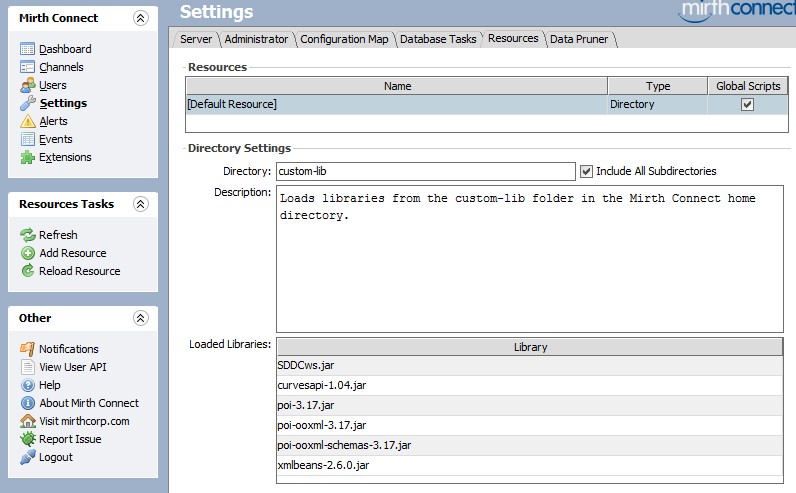 Mirth Connect
Dashboard
Channels
Users
Settings
Alerts
Events
Extensions
Resources Tasks
Refresh
Add Resource
Reload Resource
Other
Notifications
View User API
Help
About Mirth Connect
Visit mirthcorp.com
Report Issue
Logout
Settings
mirth connect
Server
Administrator
Configuration Map
Database Tasks
Resources
Data Pruner
Resources
Name
Type
Global Scripts
[Default Resource]
Directory
Directory Settings
Directory: custom-lib
Include All Subdirectories
Description: Loads libraries from the custom-lib folder in the Mirth Connect home
directory.
Loaded Libraries:
Library
SDDCws.jar
curvesapi-1.04.jar
poi-3.17.jar
poi-ooxml-3.17.jar
poi-ooxml-schemas-3.17.jar
xmlbeans-2.6.0.jar